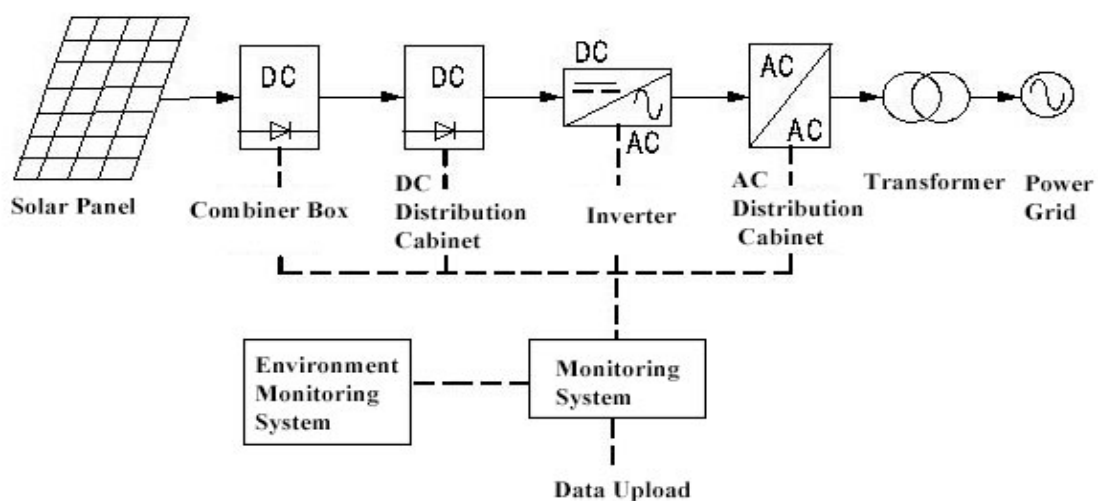 DC
DC
DC
AC
AC
AC
Solar Panel
Combiner Box
DC
Distribution
Cabinet
Inverter
AC
Distribution
Cabinet
Transformer
Power
Grid
Environment
Monitoring
System
Monitoring
System
Data Upload